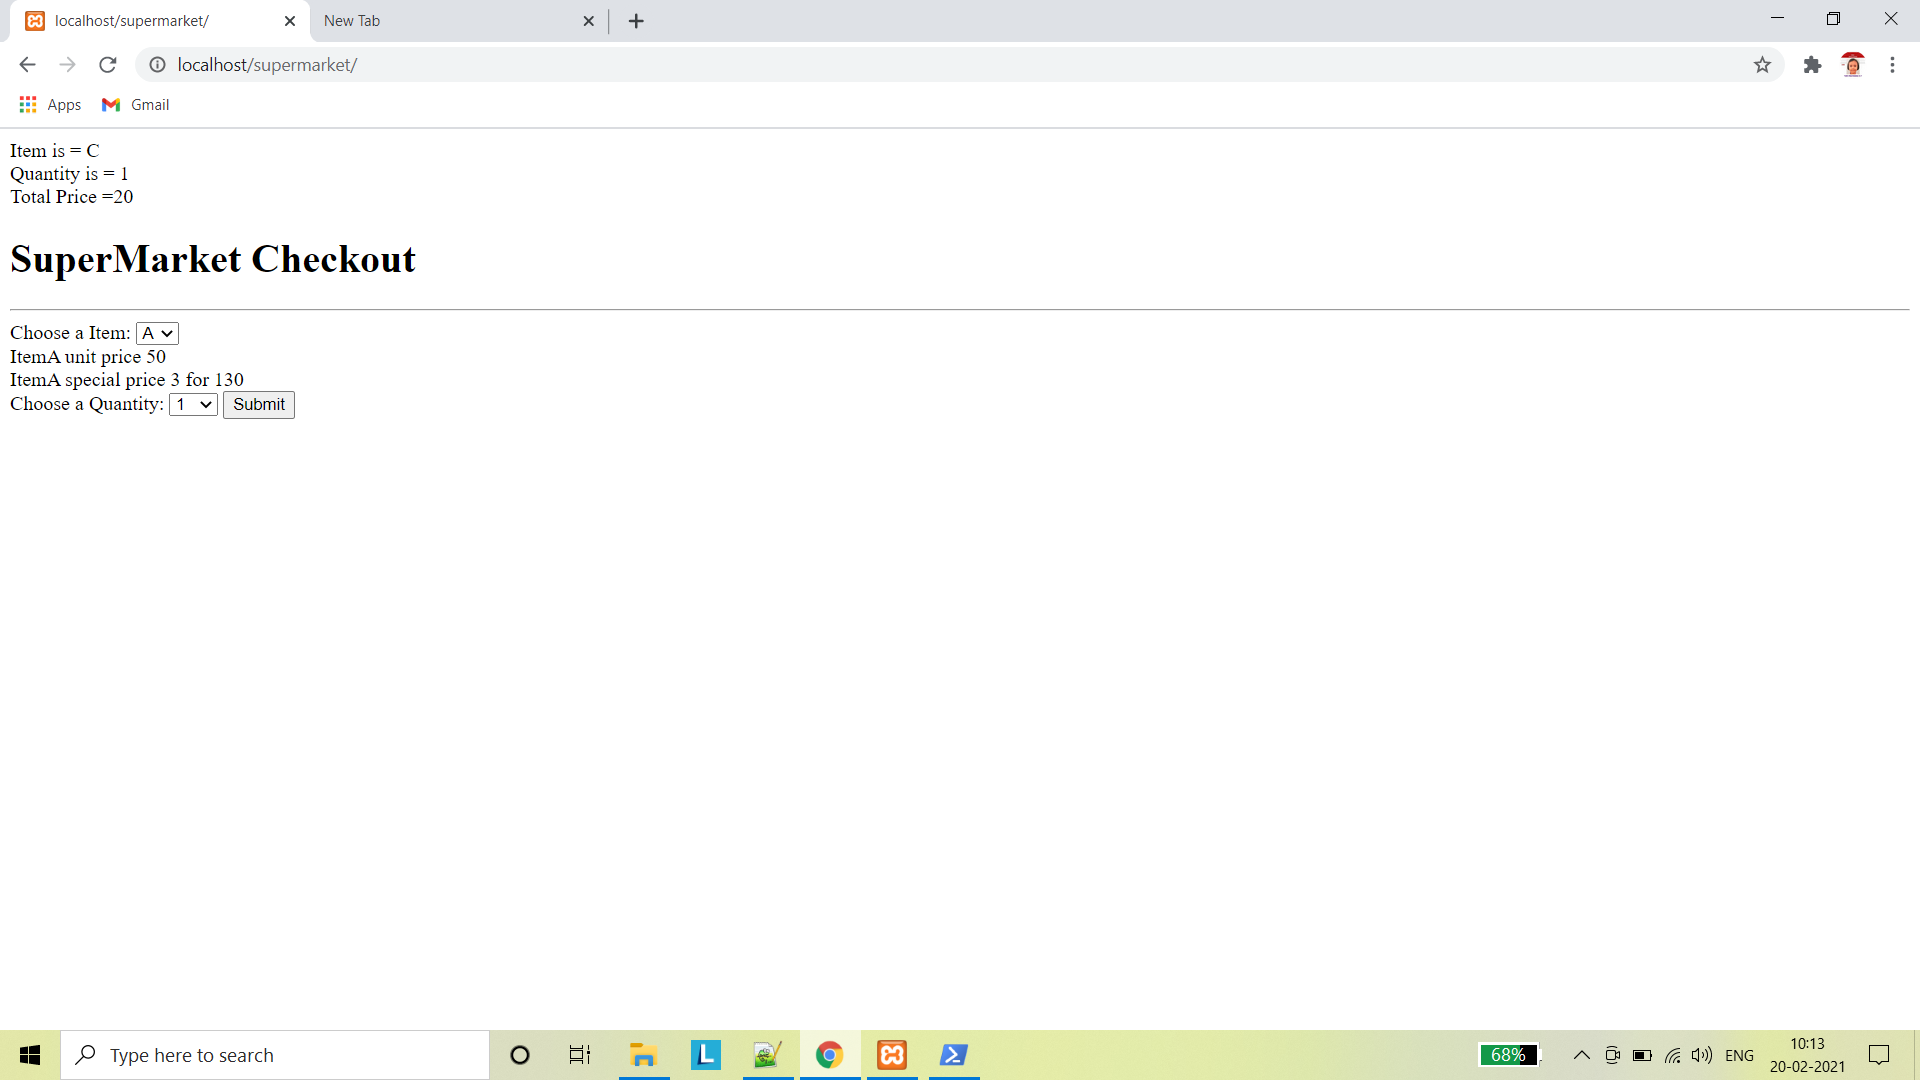 localhost/supermarket/
New Tab
localhost/supermarket/
Apps
Gmail
Item is = C
Quantity is = 1
Total Price =20
SuperMarket Checkout
Choose a Item: A
ItemA unit price 50
ItemA special price 3 for 130
Choose a Quantity: 1 Submit
Type here to search
L
68%
ENG
10:13
20-02-2021